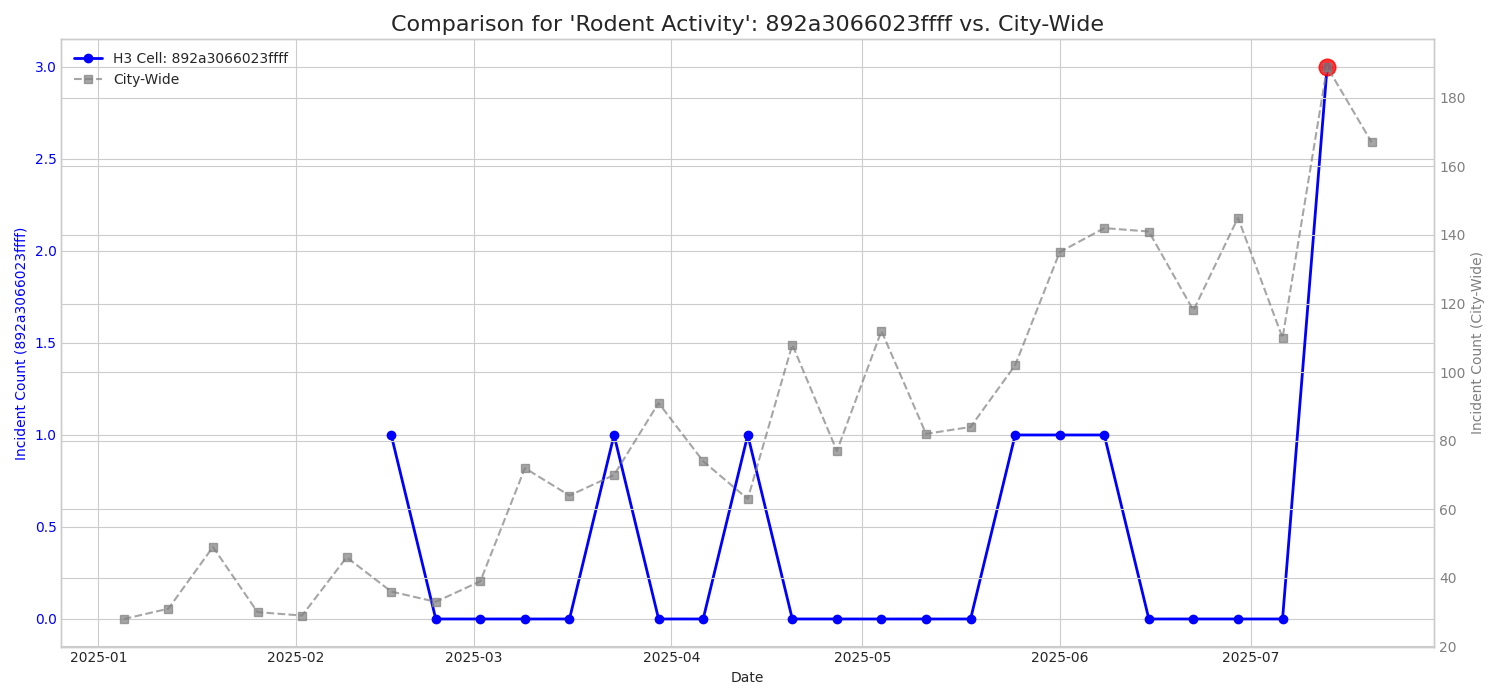 Comparison for 'Rodent Activity': 892a3066023ffff vs. City-Wide
H3 Cell: 892a3066023ffff
City-Wide
Incident Count (892a3066023ffff)
3.0
2.5
2.0
1.5
1.0
0.5
0.0
180
160
140
120
100
80
60
40
20
Incident Count (City-Wide)
2025-01 2025-02 2025-03 2025-04 2025-05 2025-06 2025-07
Date